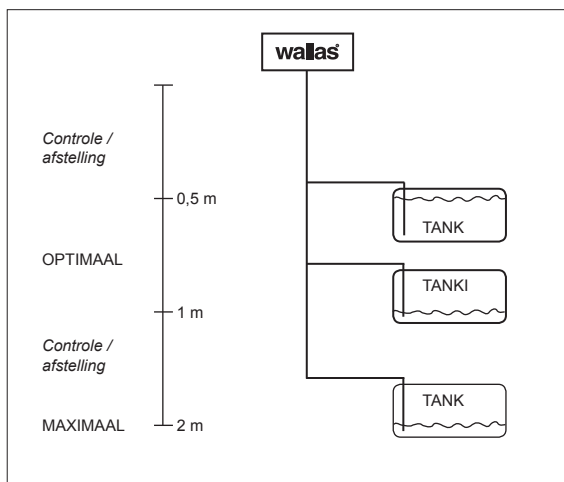 wallas
Controle /
afstelling
0,5 m
TANK
OPTIMAAL
TANKI
1 m
Controle /
afstelling
TANK
MAXIMAAL
2 m